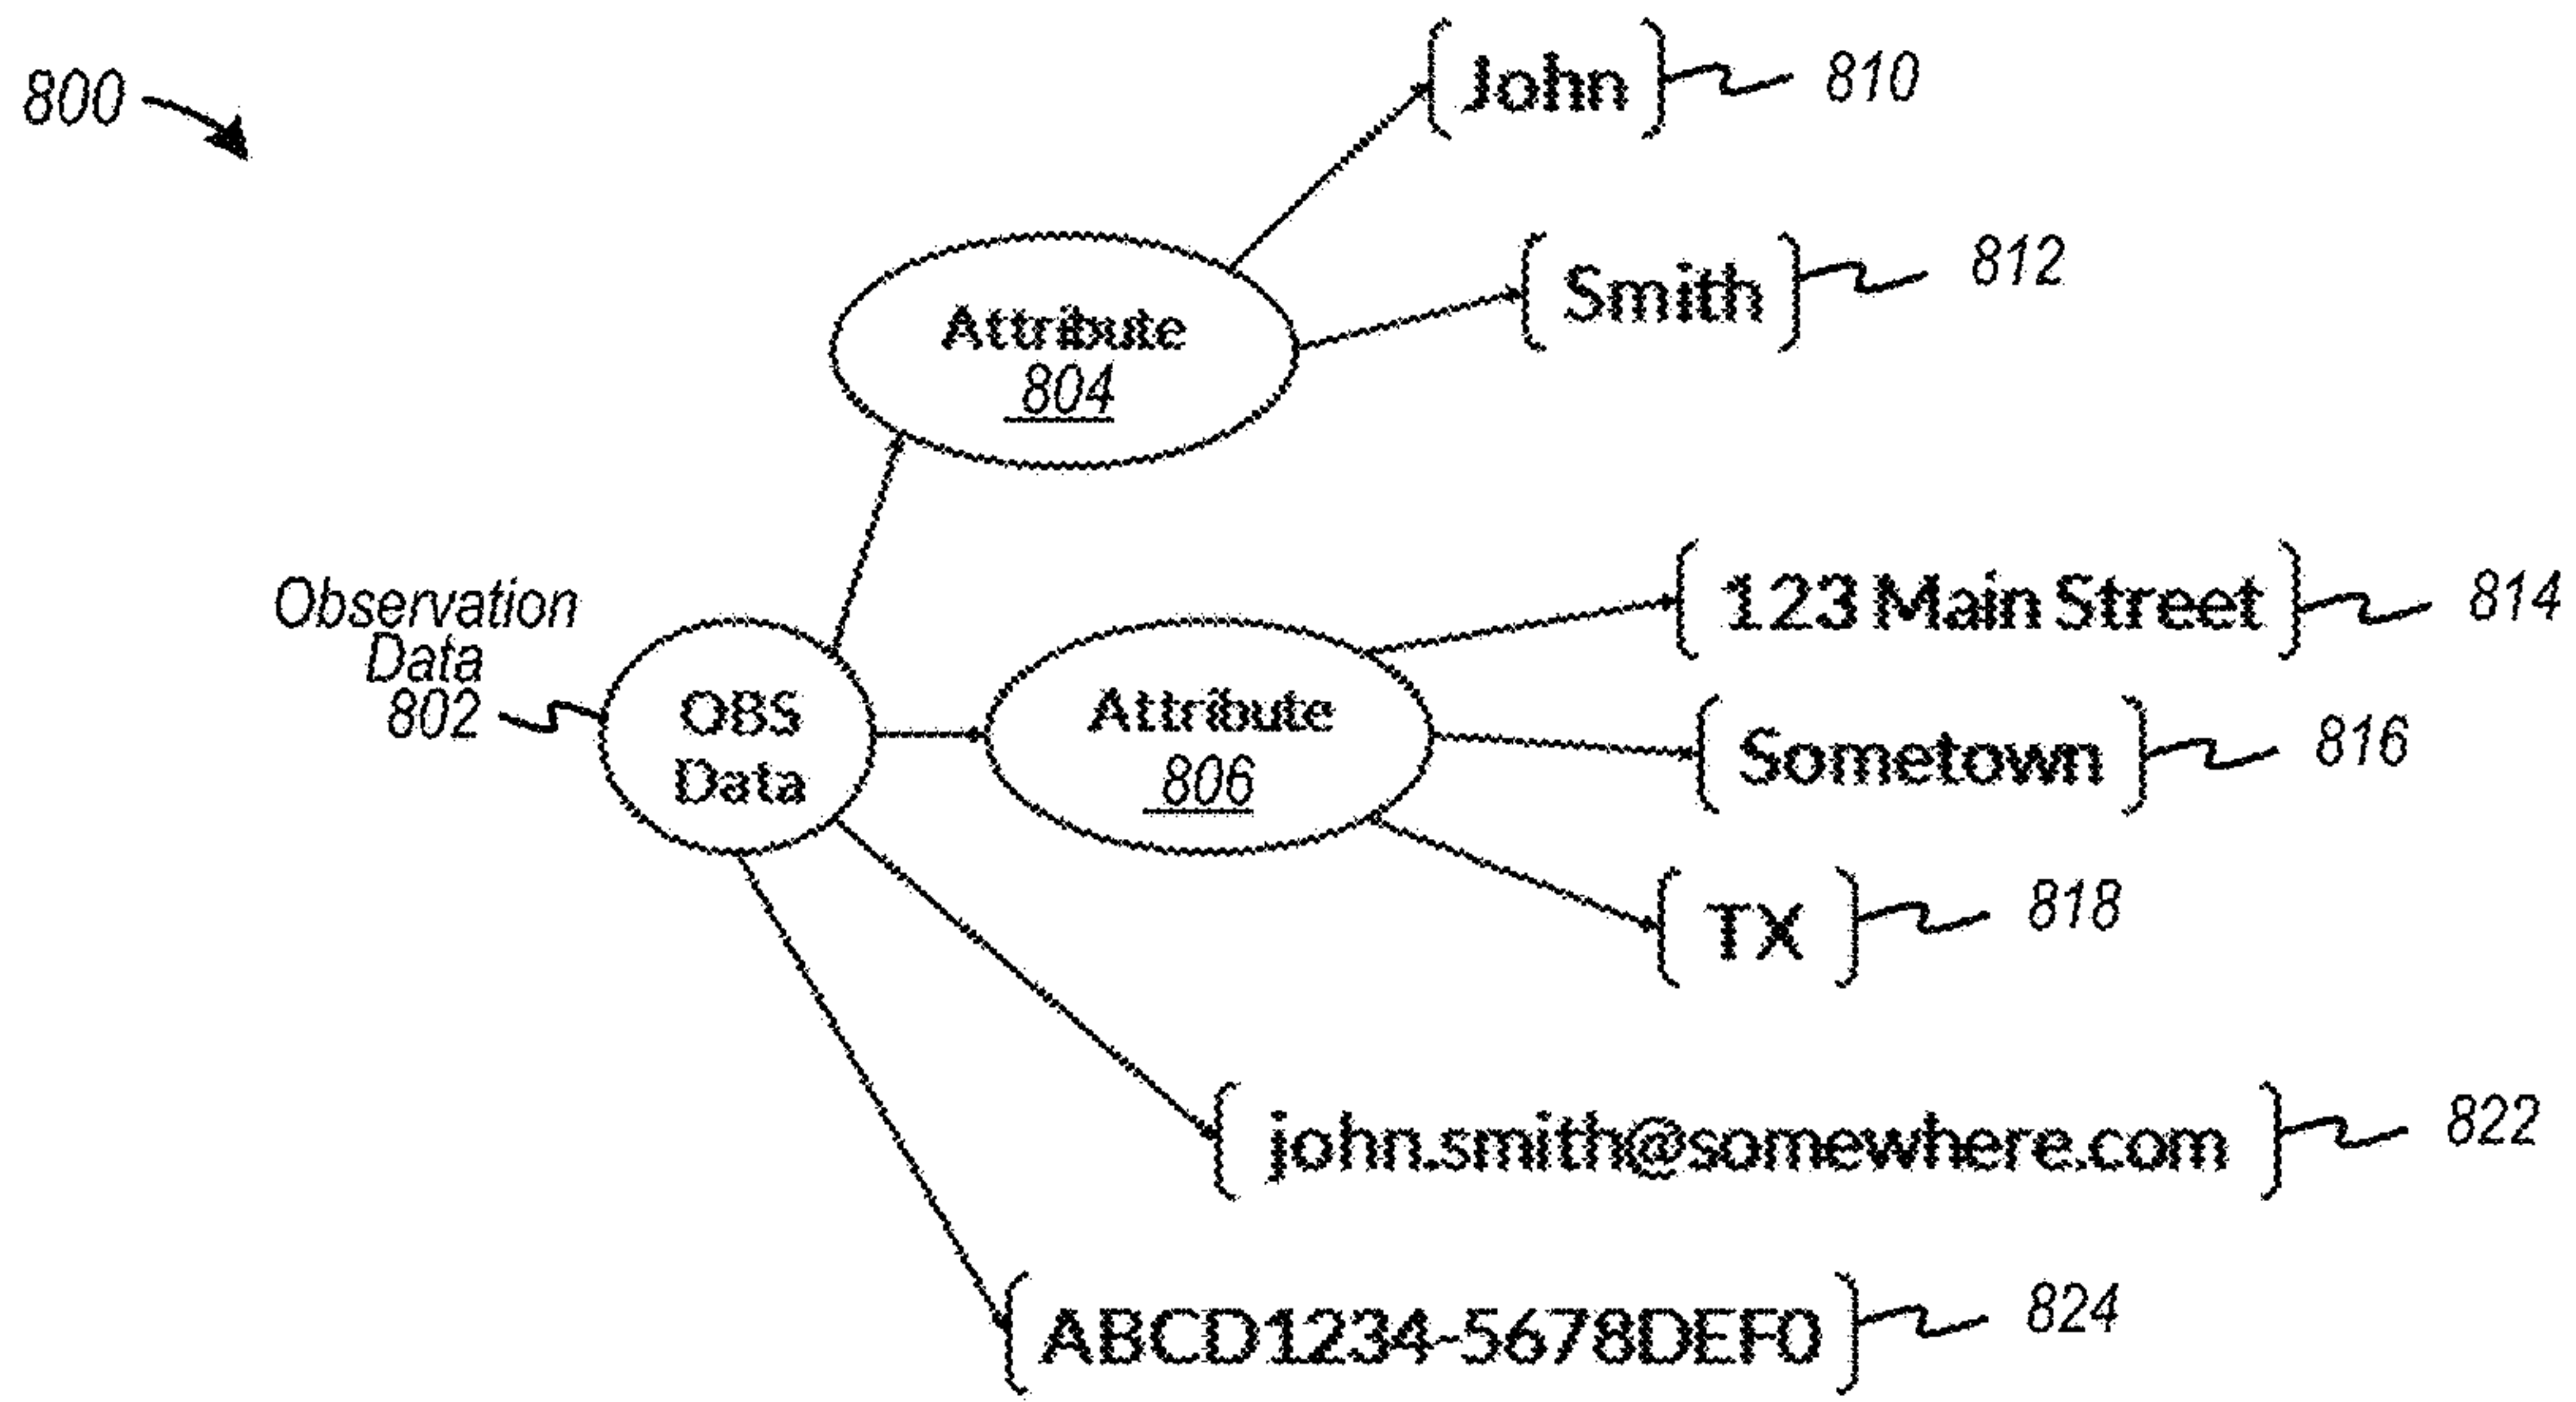 800
John
810
Smith
812
Attribute
804
Observation
Data
802
OBS
Data
Attribute
806
123 Main Street
814
Sometown
816
TX
818
john.smith@somewhere.com
822
ABCD1234-5678DEF0
824